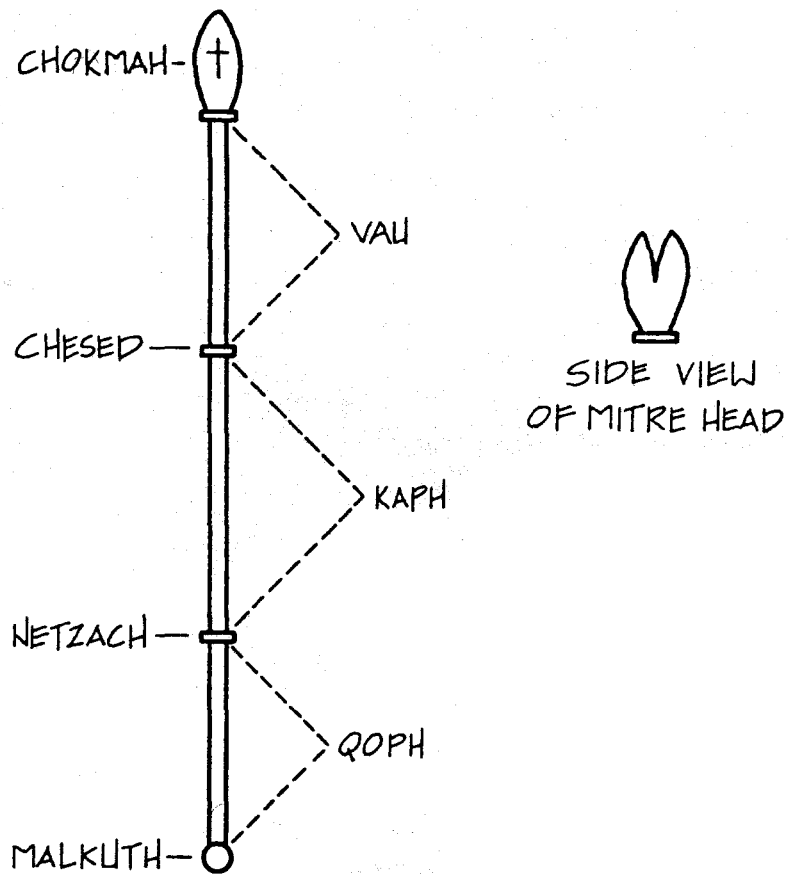 CHOKMAH
VAU
CHESED
SIDE VIEW
OF MITRE HEAD
KAPH
NETZACH
QOPH
MALKUTH